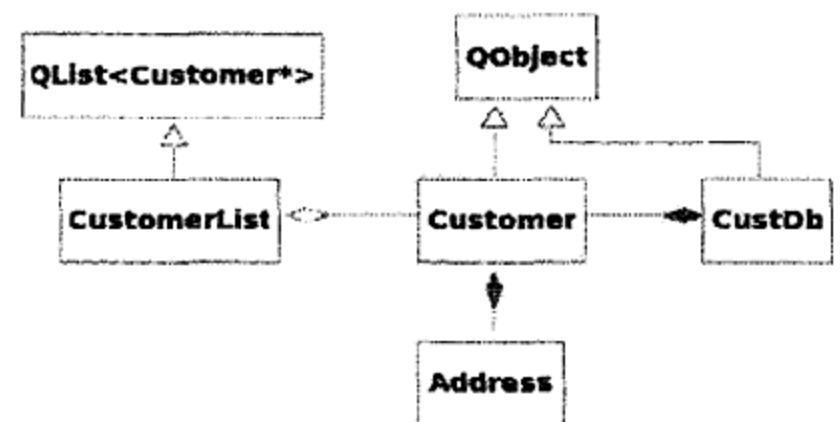 QList<Customer*>
QObject
CustomerList
Customer
CustDb
Address